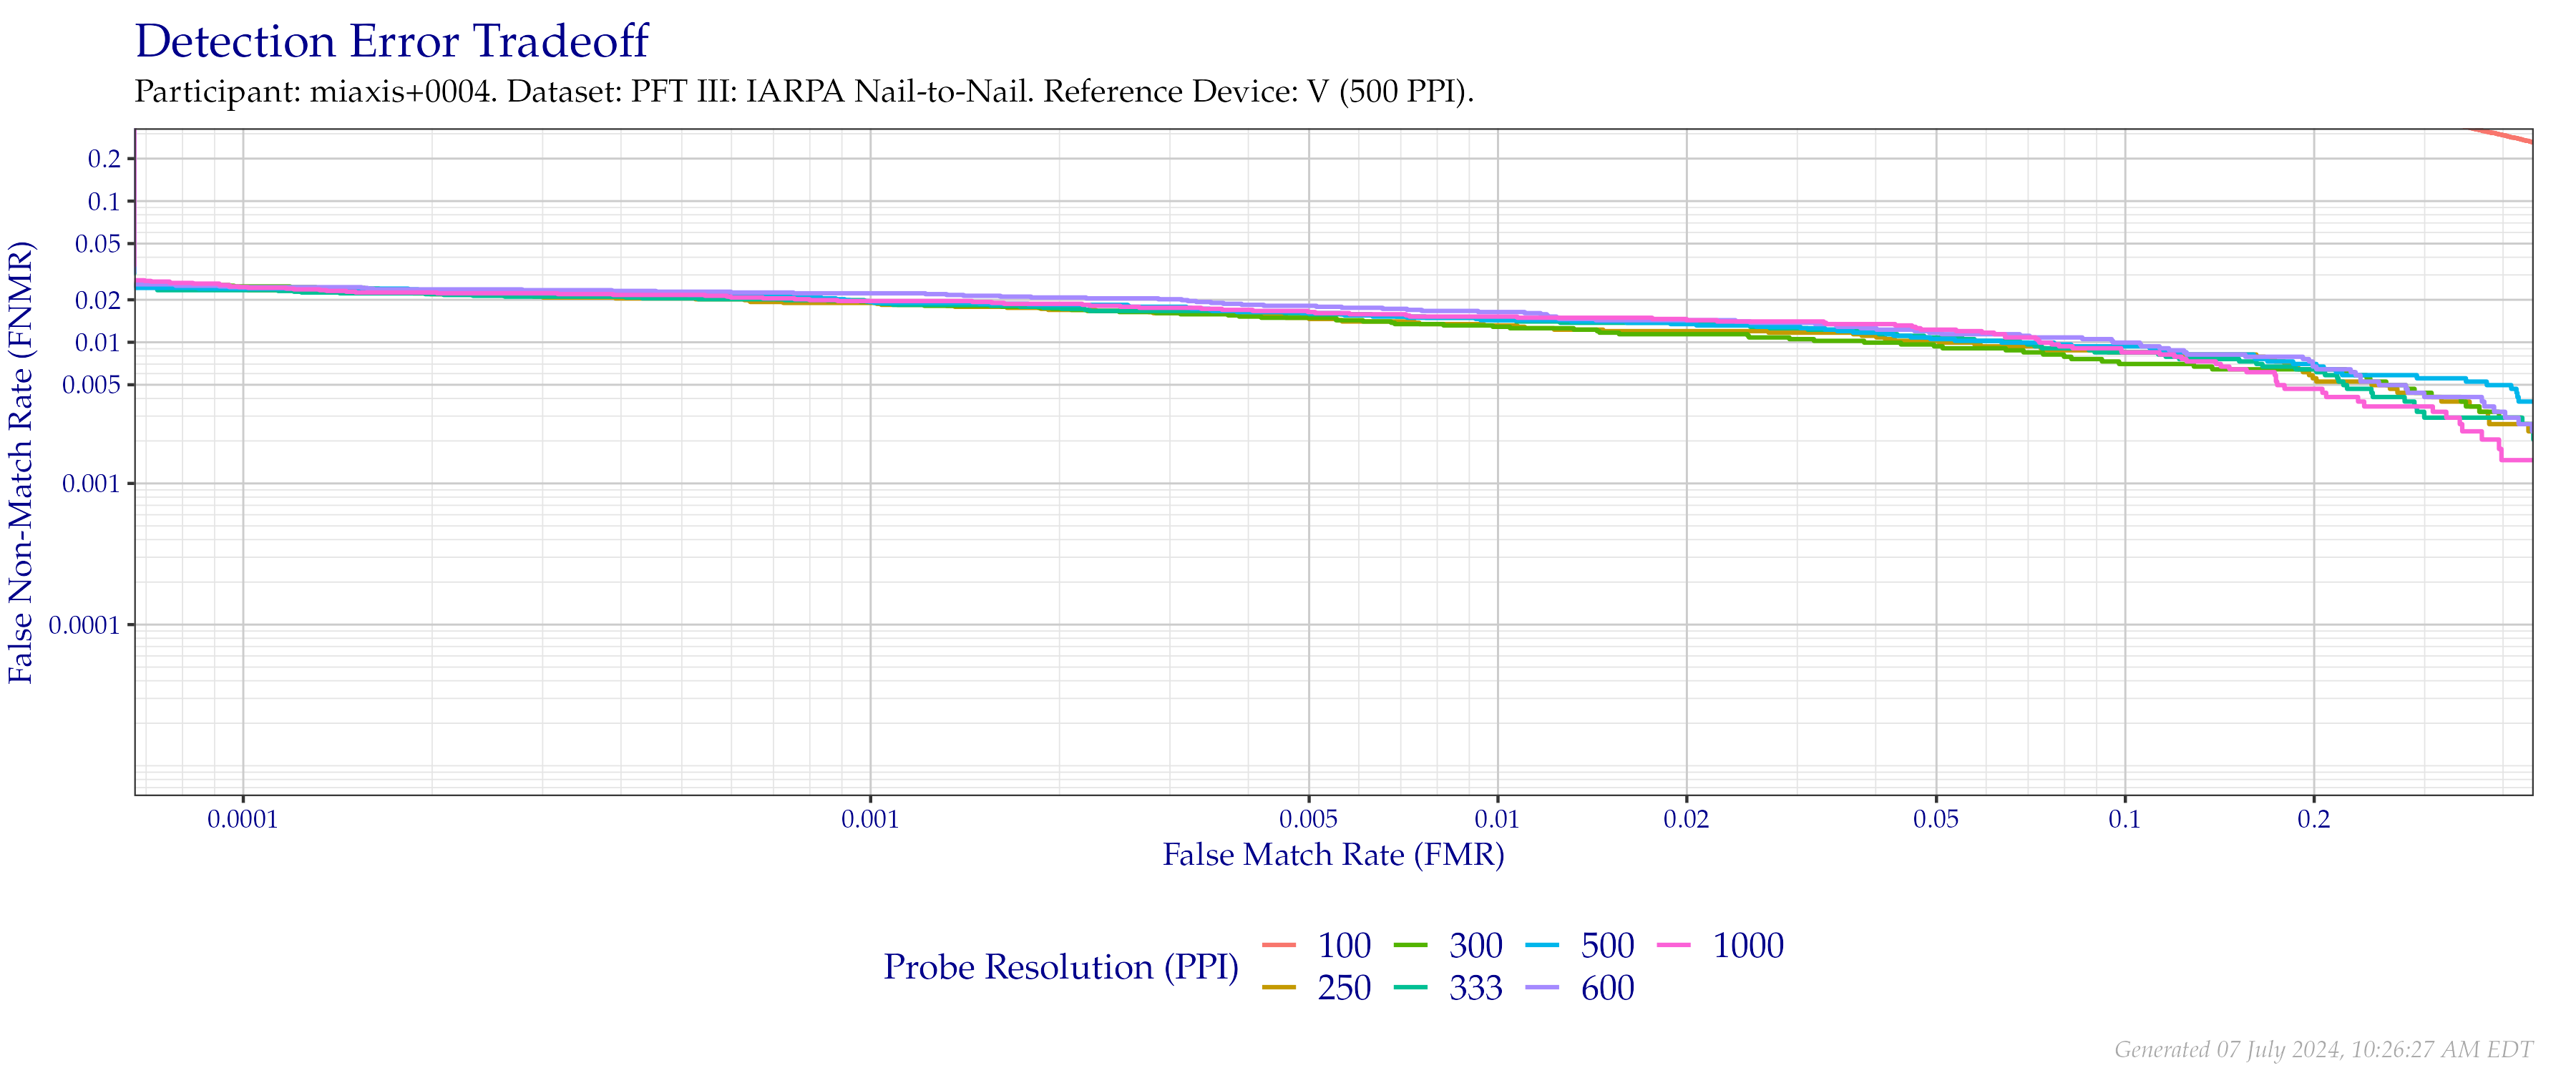 Detection Error Tradeoff
Participant: miaxis+0004. Dataset: PFT III: IARPA Nail-to-Nail. Reference Device: V (500 PPI).
False Non-Match Rate (FNMR)
0.2
0.1
0.05
0.02
0.01
0.005
0.001
0.0001
0.0001 0.001 0.005 0.01 0.02 0.05 0.1 0.2
False Match Rate (FMR)
Probe Resolution (PPI)
100 300 500 1000
250 333 600
Generated 07 July 2024, 10:26:27 AM EDT